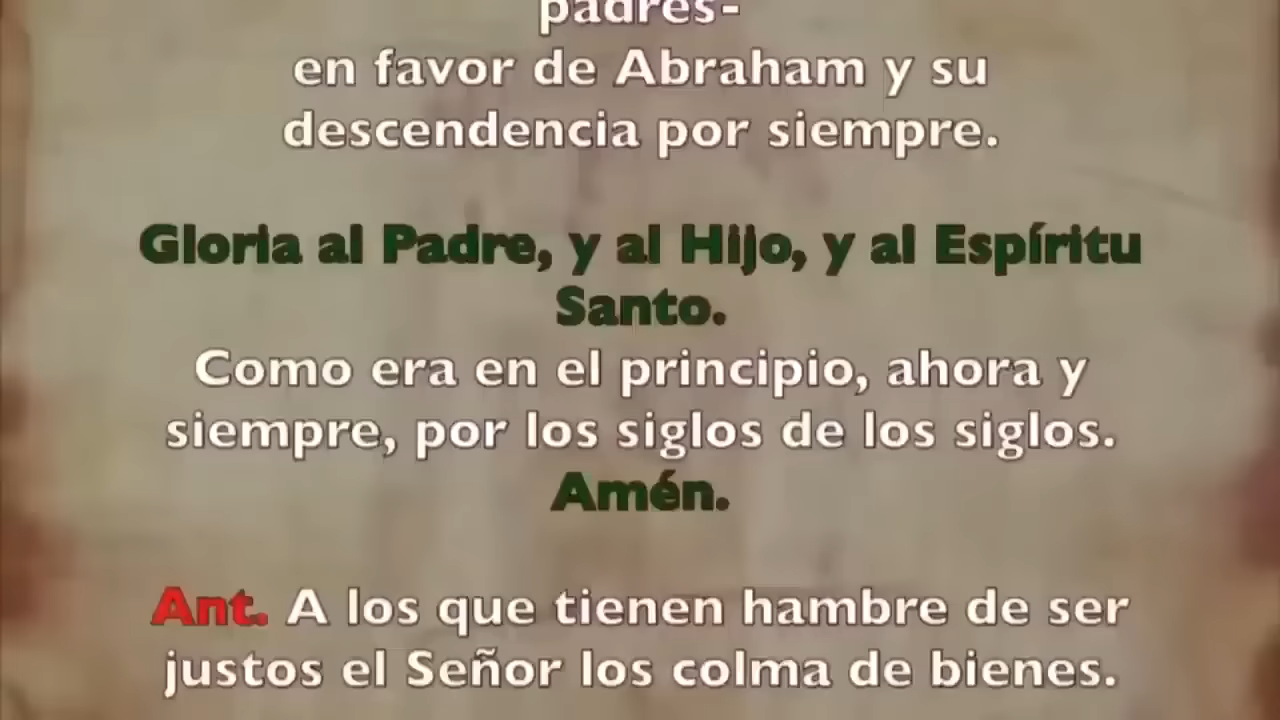 padres-
en favor de Abraham y su
descendencia por siempre.
Gloria al Padre, y al Hijo, y al Espíritu
Santo.
Como era en el principio, ahora y
siempre, por los siglos de los siglos.
Amén.
Ant. A los que tienen hambre de ser
justos el Señor los colma de bienes.